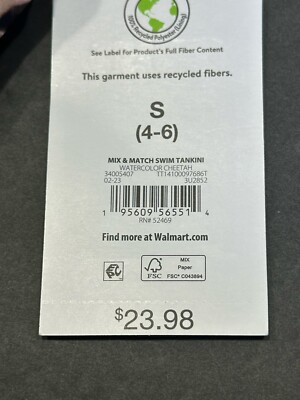 100% Recycled Polyester (Lining)
See Label for Product's Full Fiber Content
This garment uses recycled fibers.
S
(4-6)
MIX & MATCH SWIM TANKINI
WATERCOLOR CHEETAH
34005407 TT14100097686T
02-23 3U2852
1 95609 56551 4
RN# 52469
Find more at Walmart.com
FSC
MIX
Paper
FSC® C043694
$23.98